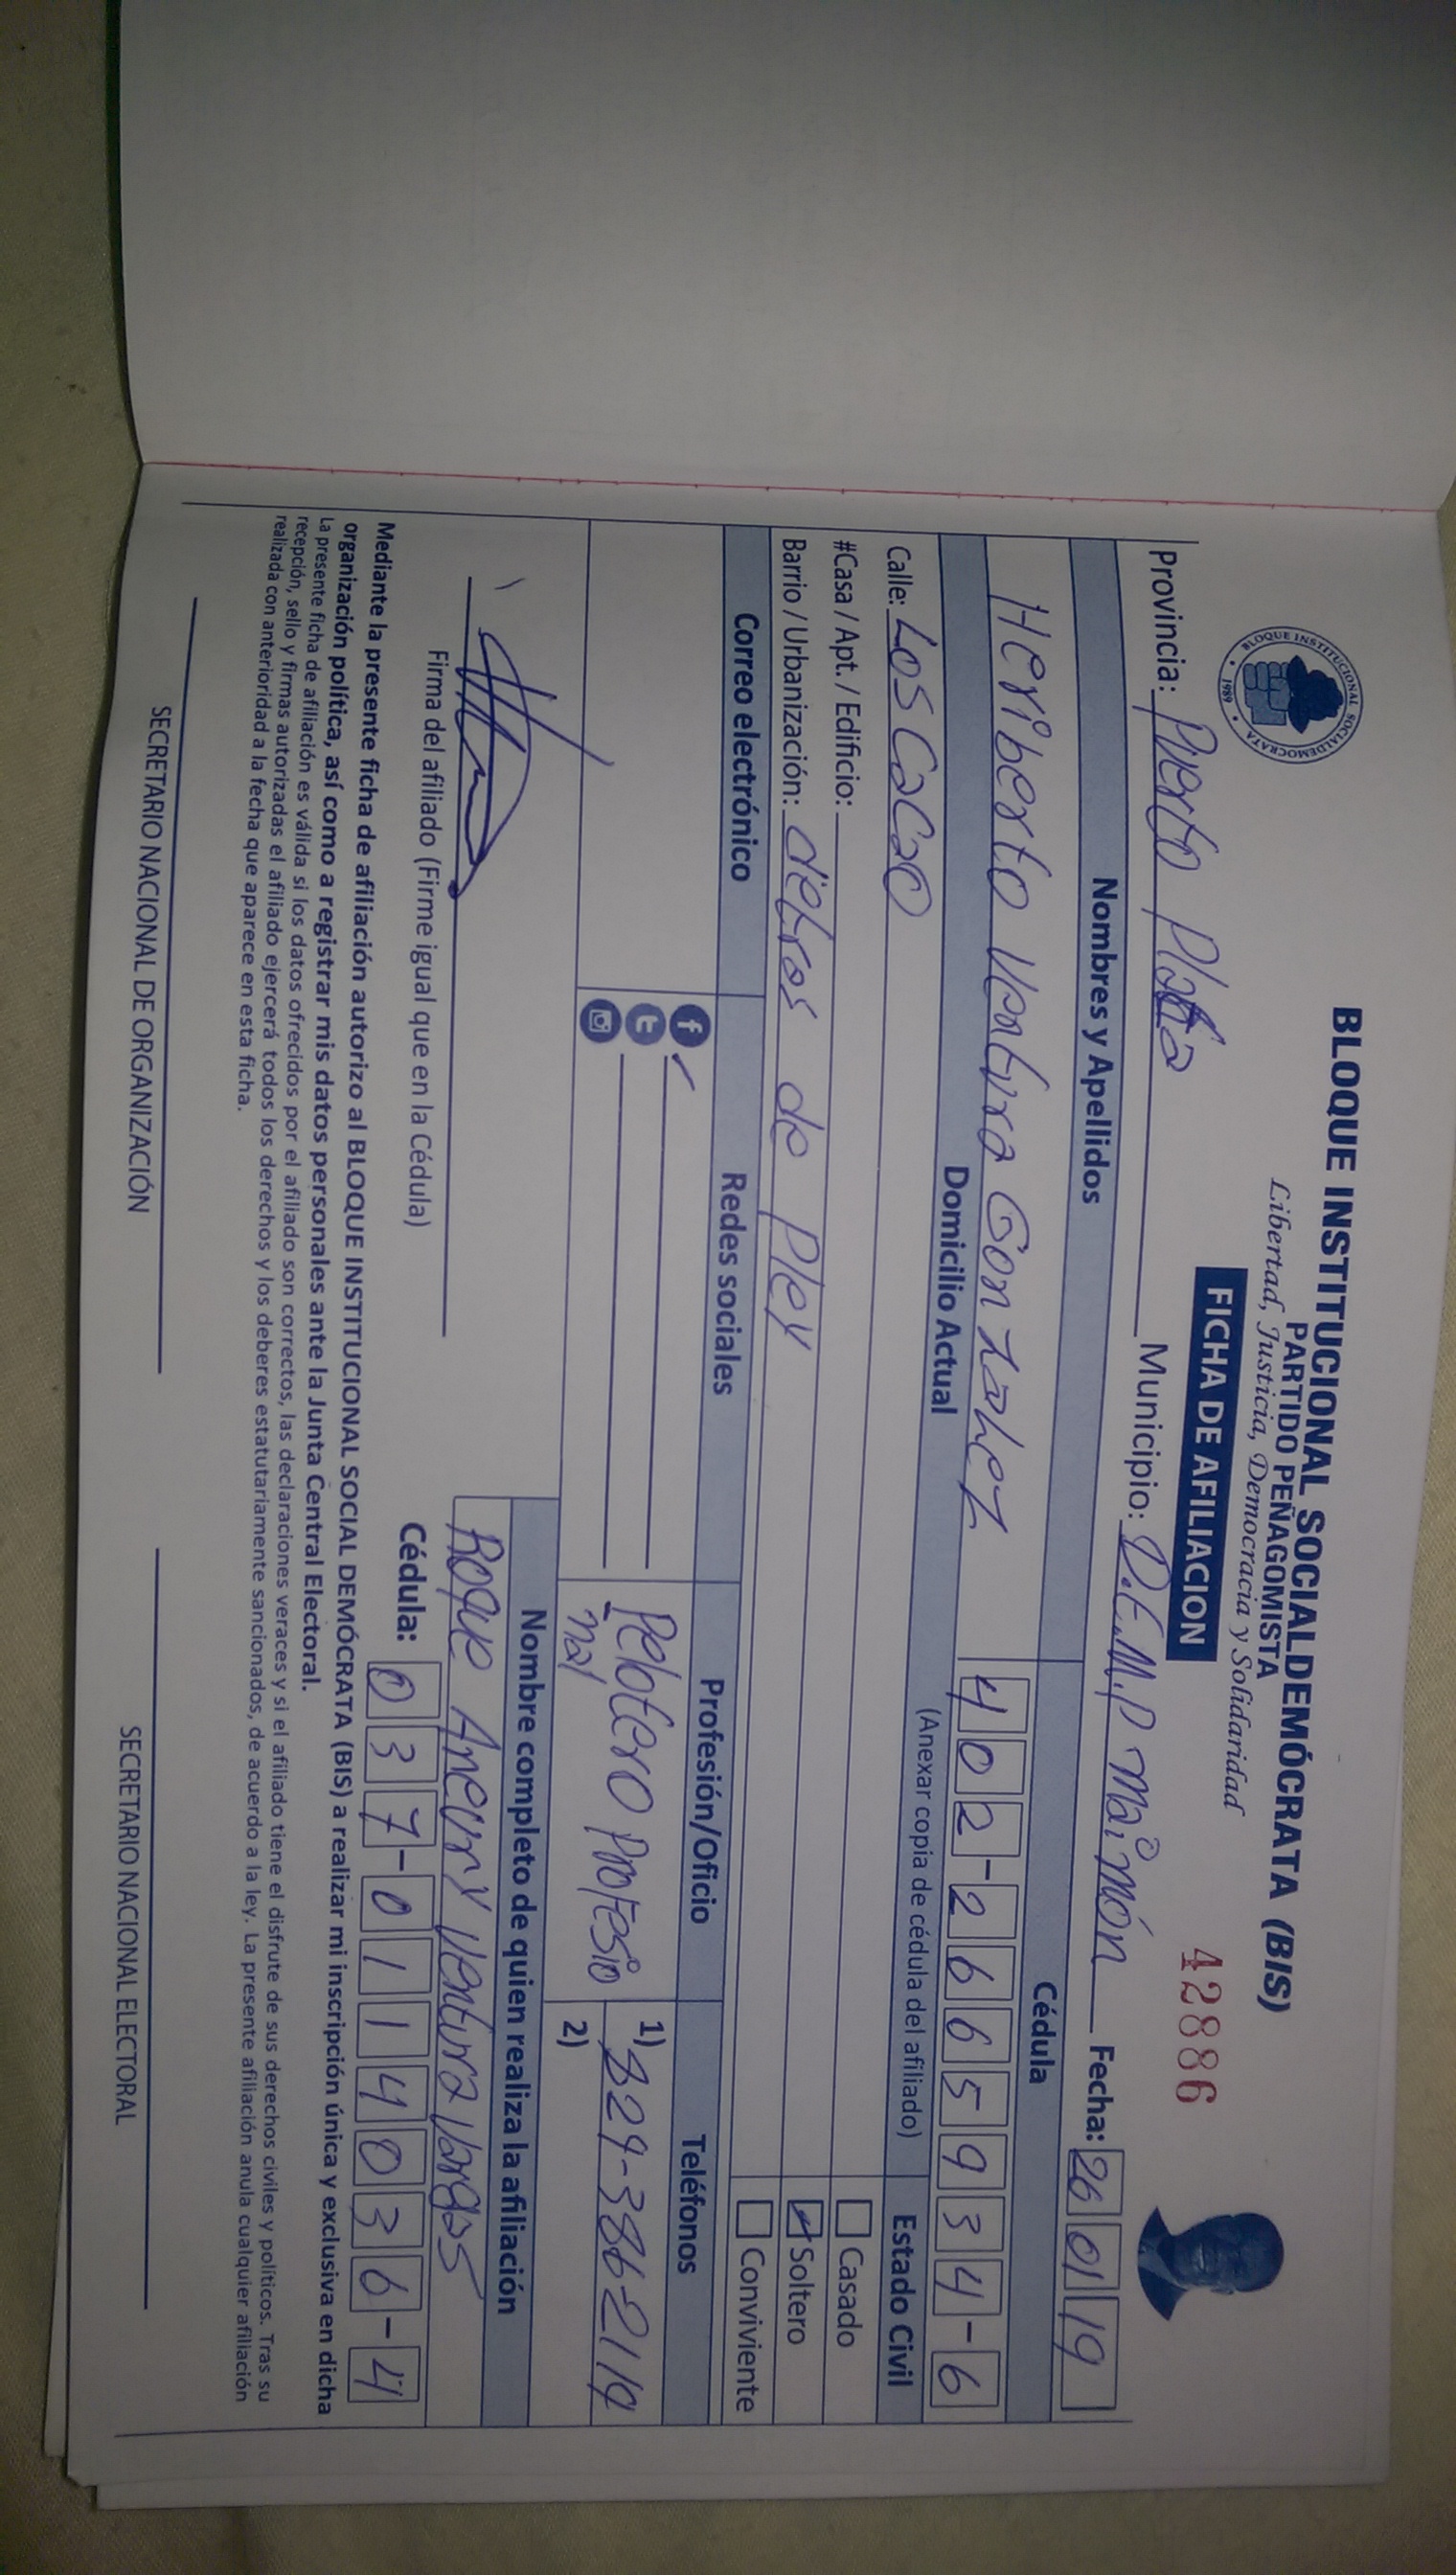 BLOQUE INSTITUCIONAL SOCIALDEMOCRATA
1989
BLOQUE INSTITUCIONAL SOCIALDEMÓCRATA (BIS)
PARTIDO PEÑAGOMISTA
Libertad, Justicia, Democracia y Solidaridad
42886
FICHA DE AFILIACION
Provincia: Puerto Plata Municipio: D.E.M.P maimón Fecha: 26 01 19
Nombres y Apellidos Cédula
Heriberto Ventura Gonzalez 402-2665934-6
Domicilio Actual (Anexar copia de cédula del afiliado) Estado Civil
Calle: Los Cacao Casado
#Casa / Apt. / Edificio: Soltero
Barrio / Urbanización: detras de Pley Conviviente
Correo electrónico Redes sociales Profesión/Oficio Teléfonos
Pelotero Profesio 1) 829-386-2119
nal 2)
Nombre completo de quien realiza la afiliación
Roque Aneury Ventura Vargas
Firma del afiliado (Firme igual que en la Cédula) Cédula: 037-0114036-4
Mediante la presente ficha de afiliación autorizo al BLOQUE INSTITUCIONAL SOCIAL DEMÓCRATA (BIS) a realizar mi inscripción única y exclusiva en dicha
organización política, así como a registrar mis datos personales ante la Junta Central Electoral.
La presente ficha de afiliación es válida si los datos ofrecidos por el afiliado son correctos, las declaraciones veraces y si el afiliado tiene el disfrute de sus derechos civiles y políticos. Tras su
recepción, sello y firmas autorizadas el afiliado ejercerá todos los derechos y los deberes estatutariamente sancionados, de acuerdo a la ley. La presente afiliación anula cualquier afiliación
realizada con anterioridad a la fecha que aparece en esta ficha.
SECRETARIO NACIONAL DE ORGANIZACIÓN SECRETARIO NACIONAL ELECTORAL